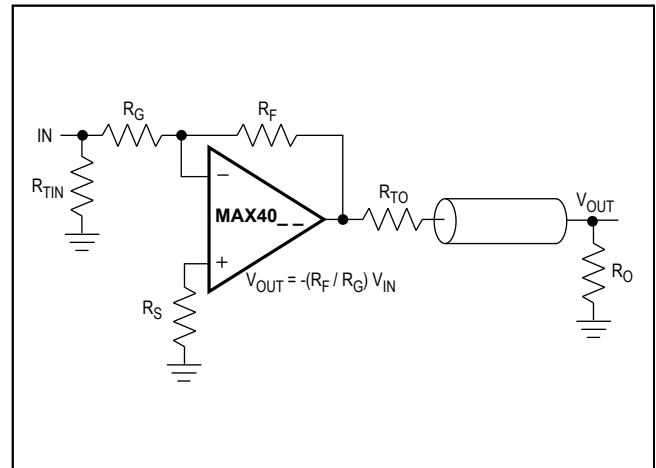 R_G
R_F
IN
R_TIN
−
MAX40_ _
R_TO
V_OUT
+
V_OUT = -(R_F / R_G) V_IN
R_S
R_O